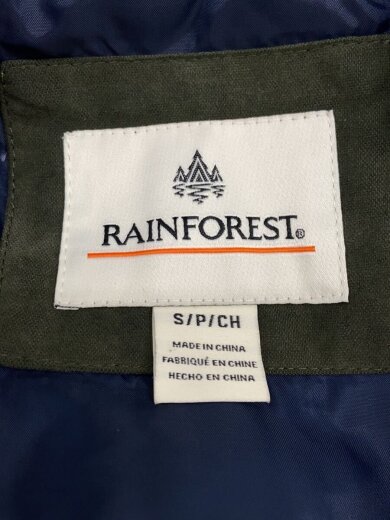 RAINFOREST®
S/P/CH
MADE IN CHINA
FABRIQUÉ EN CHINE
HECHO EN CHINA